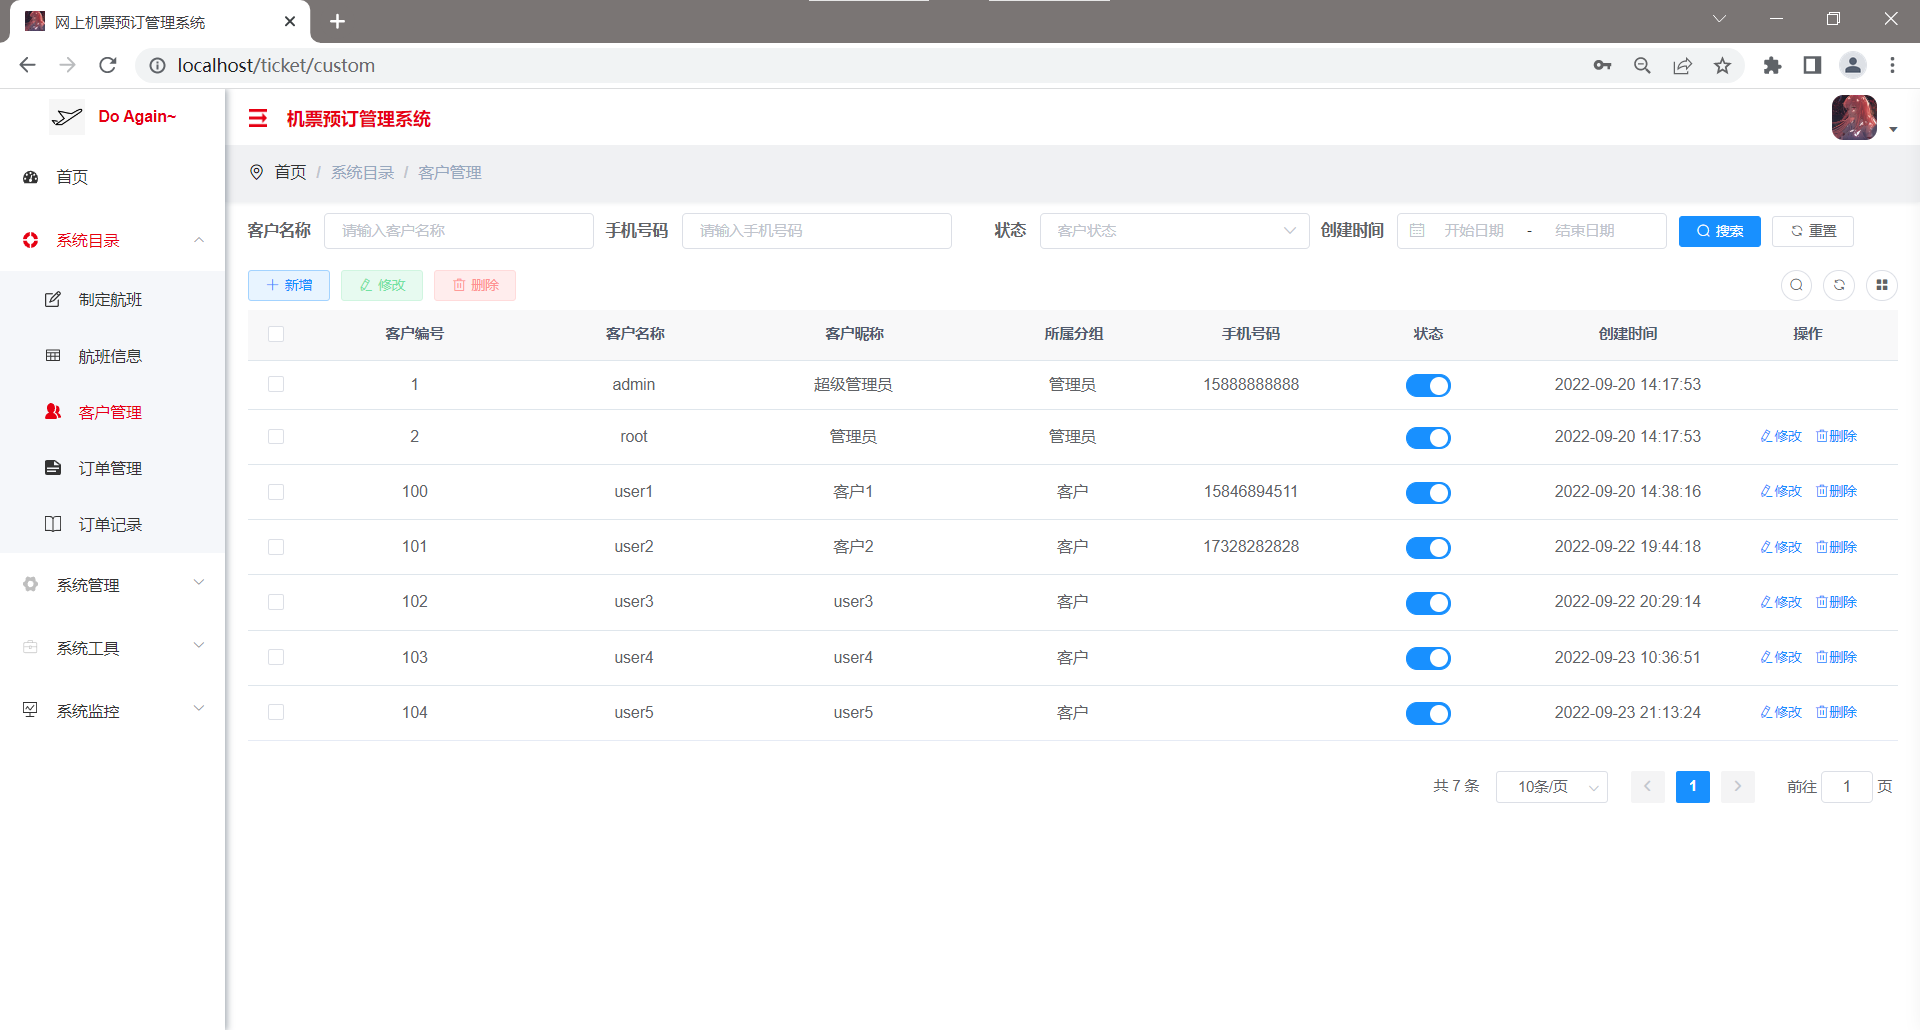 网上机票预订管理系统
localhost/ticket/custom
Do Again~
机票预订管理系统
首页 / 系统目录 / 客户管理
首页
系统目录
制定航班
航班信息
客户管理
订单管理
订单记录
系统管理
系统工具
系统监控
客户名称 请输入客户名称 手机号码 请输入手机号码 状态 客户状态 创建时间 开始日期 - 结束日期 搜索 重置
新增 修改 删除
客户编号 客户名称 客户昵称 所属分组 手机号码 状态 创建时间 操作
1 admin 超级管理员 管理员 15888888888 2022-09-20 14:17:53
2 root 管理员 管理员 2022-09-20 14:17:53 修改 删除
100 user1 客户1 客户 15846894511 2022-09-20 14:38:16 修改 删除
101 user2 客户2 客户 17328282828 2022-09-22 19:44:18 修改 删除
102 user3 user3 客户 2022-09-22 20:29:14 修改 删除
103 user4 user4 客户 2022-09-23 10:36:51 修改 删除
104 user5 user5 客户 2022-09-23 21:13:24 修改 删除
共 7 条 10条/页 1 前往 1 页